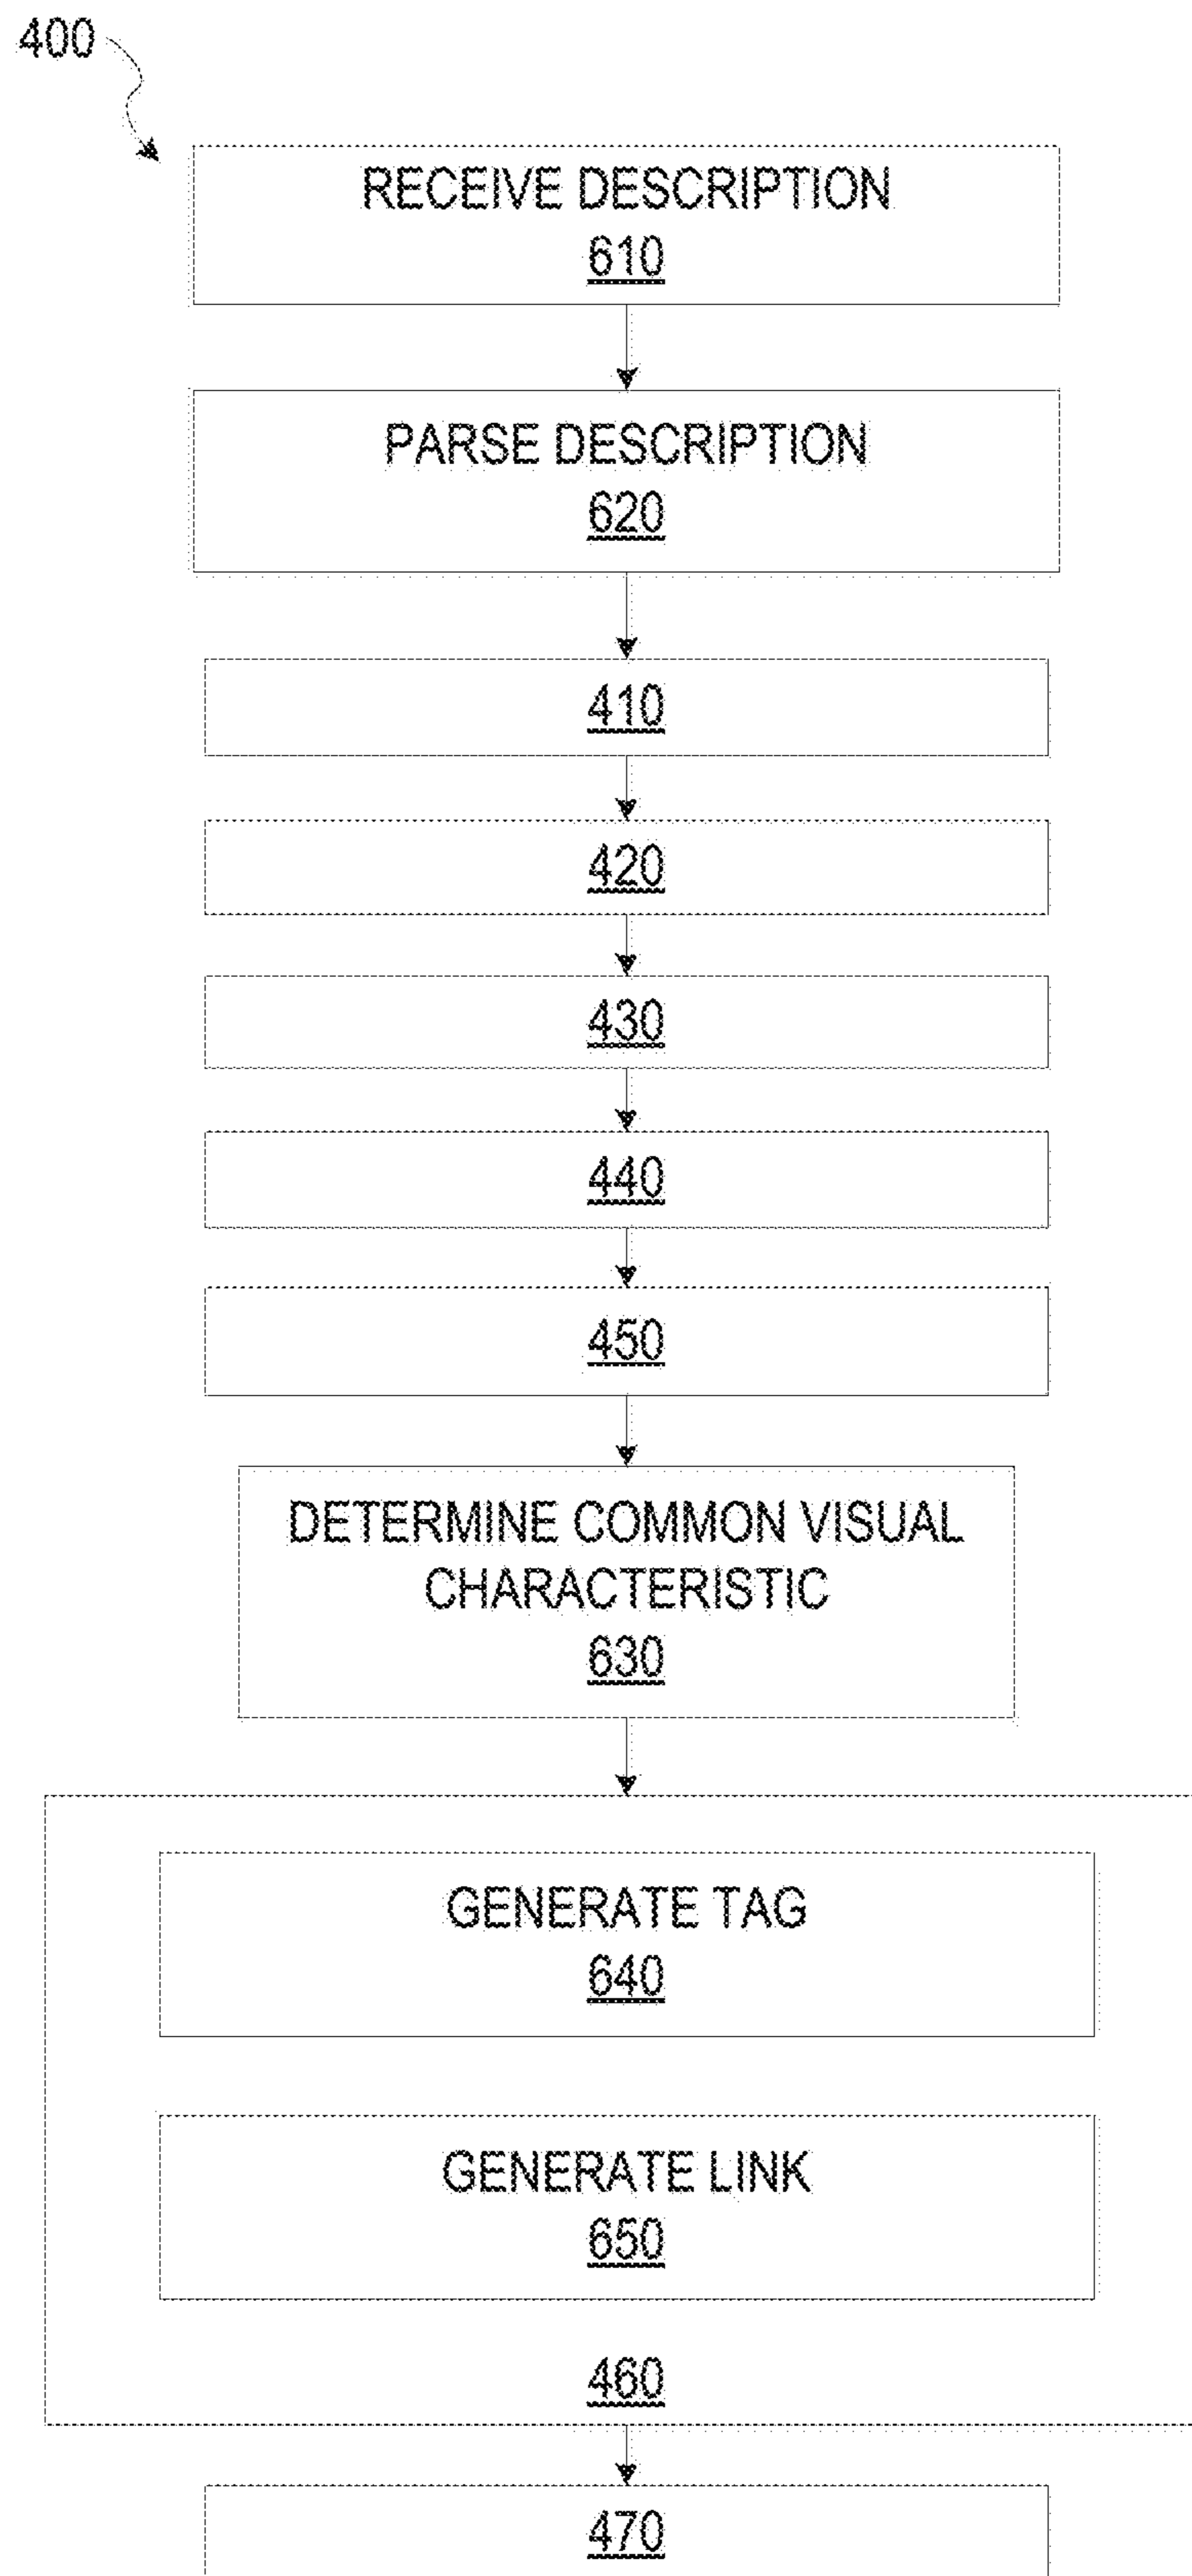 400
RECEIVE DESCRIPTION
610
PARSE DESCRIPTION
620
410
420
430
440
450
DETERMINE COMMON VISUAL
CHARACTERISTIC
630
GENERATE TAG
640
GENERATE LINK
650
460
470